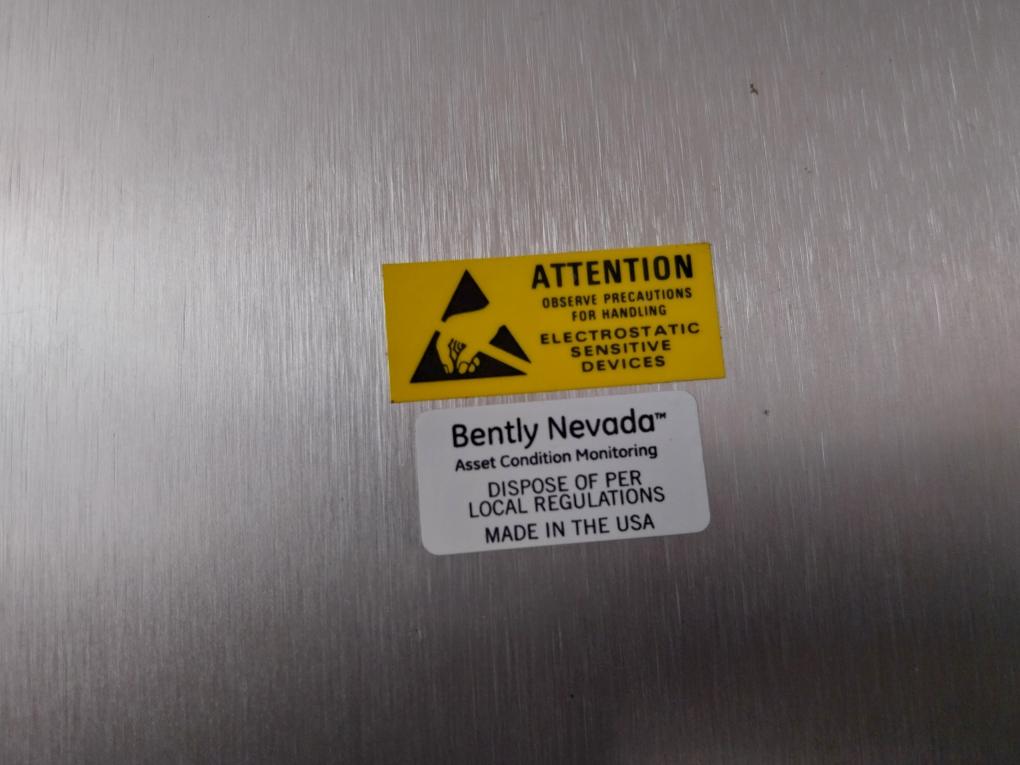 ATTENTION
OBSERVE PRECAUTIONS
FOR HANDLING
ELECTROSTATIC
SENSITIVE
DEVICES
Bently Nevada™
Asset Condition Monitoring
DISPOSE OF PER
LOCAL REGULATIONS
MADE IN THE USA